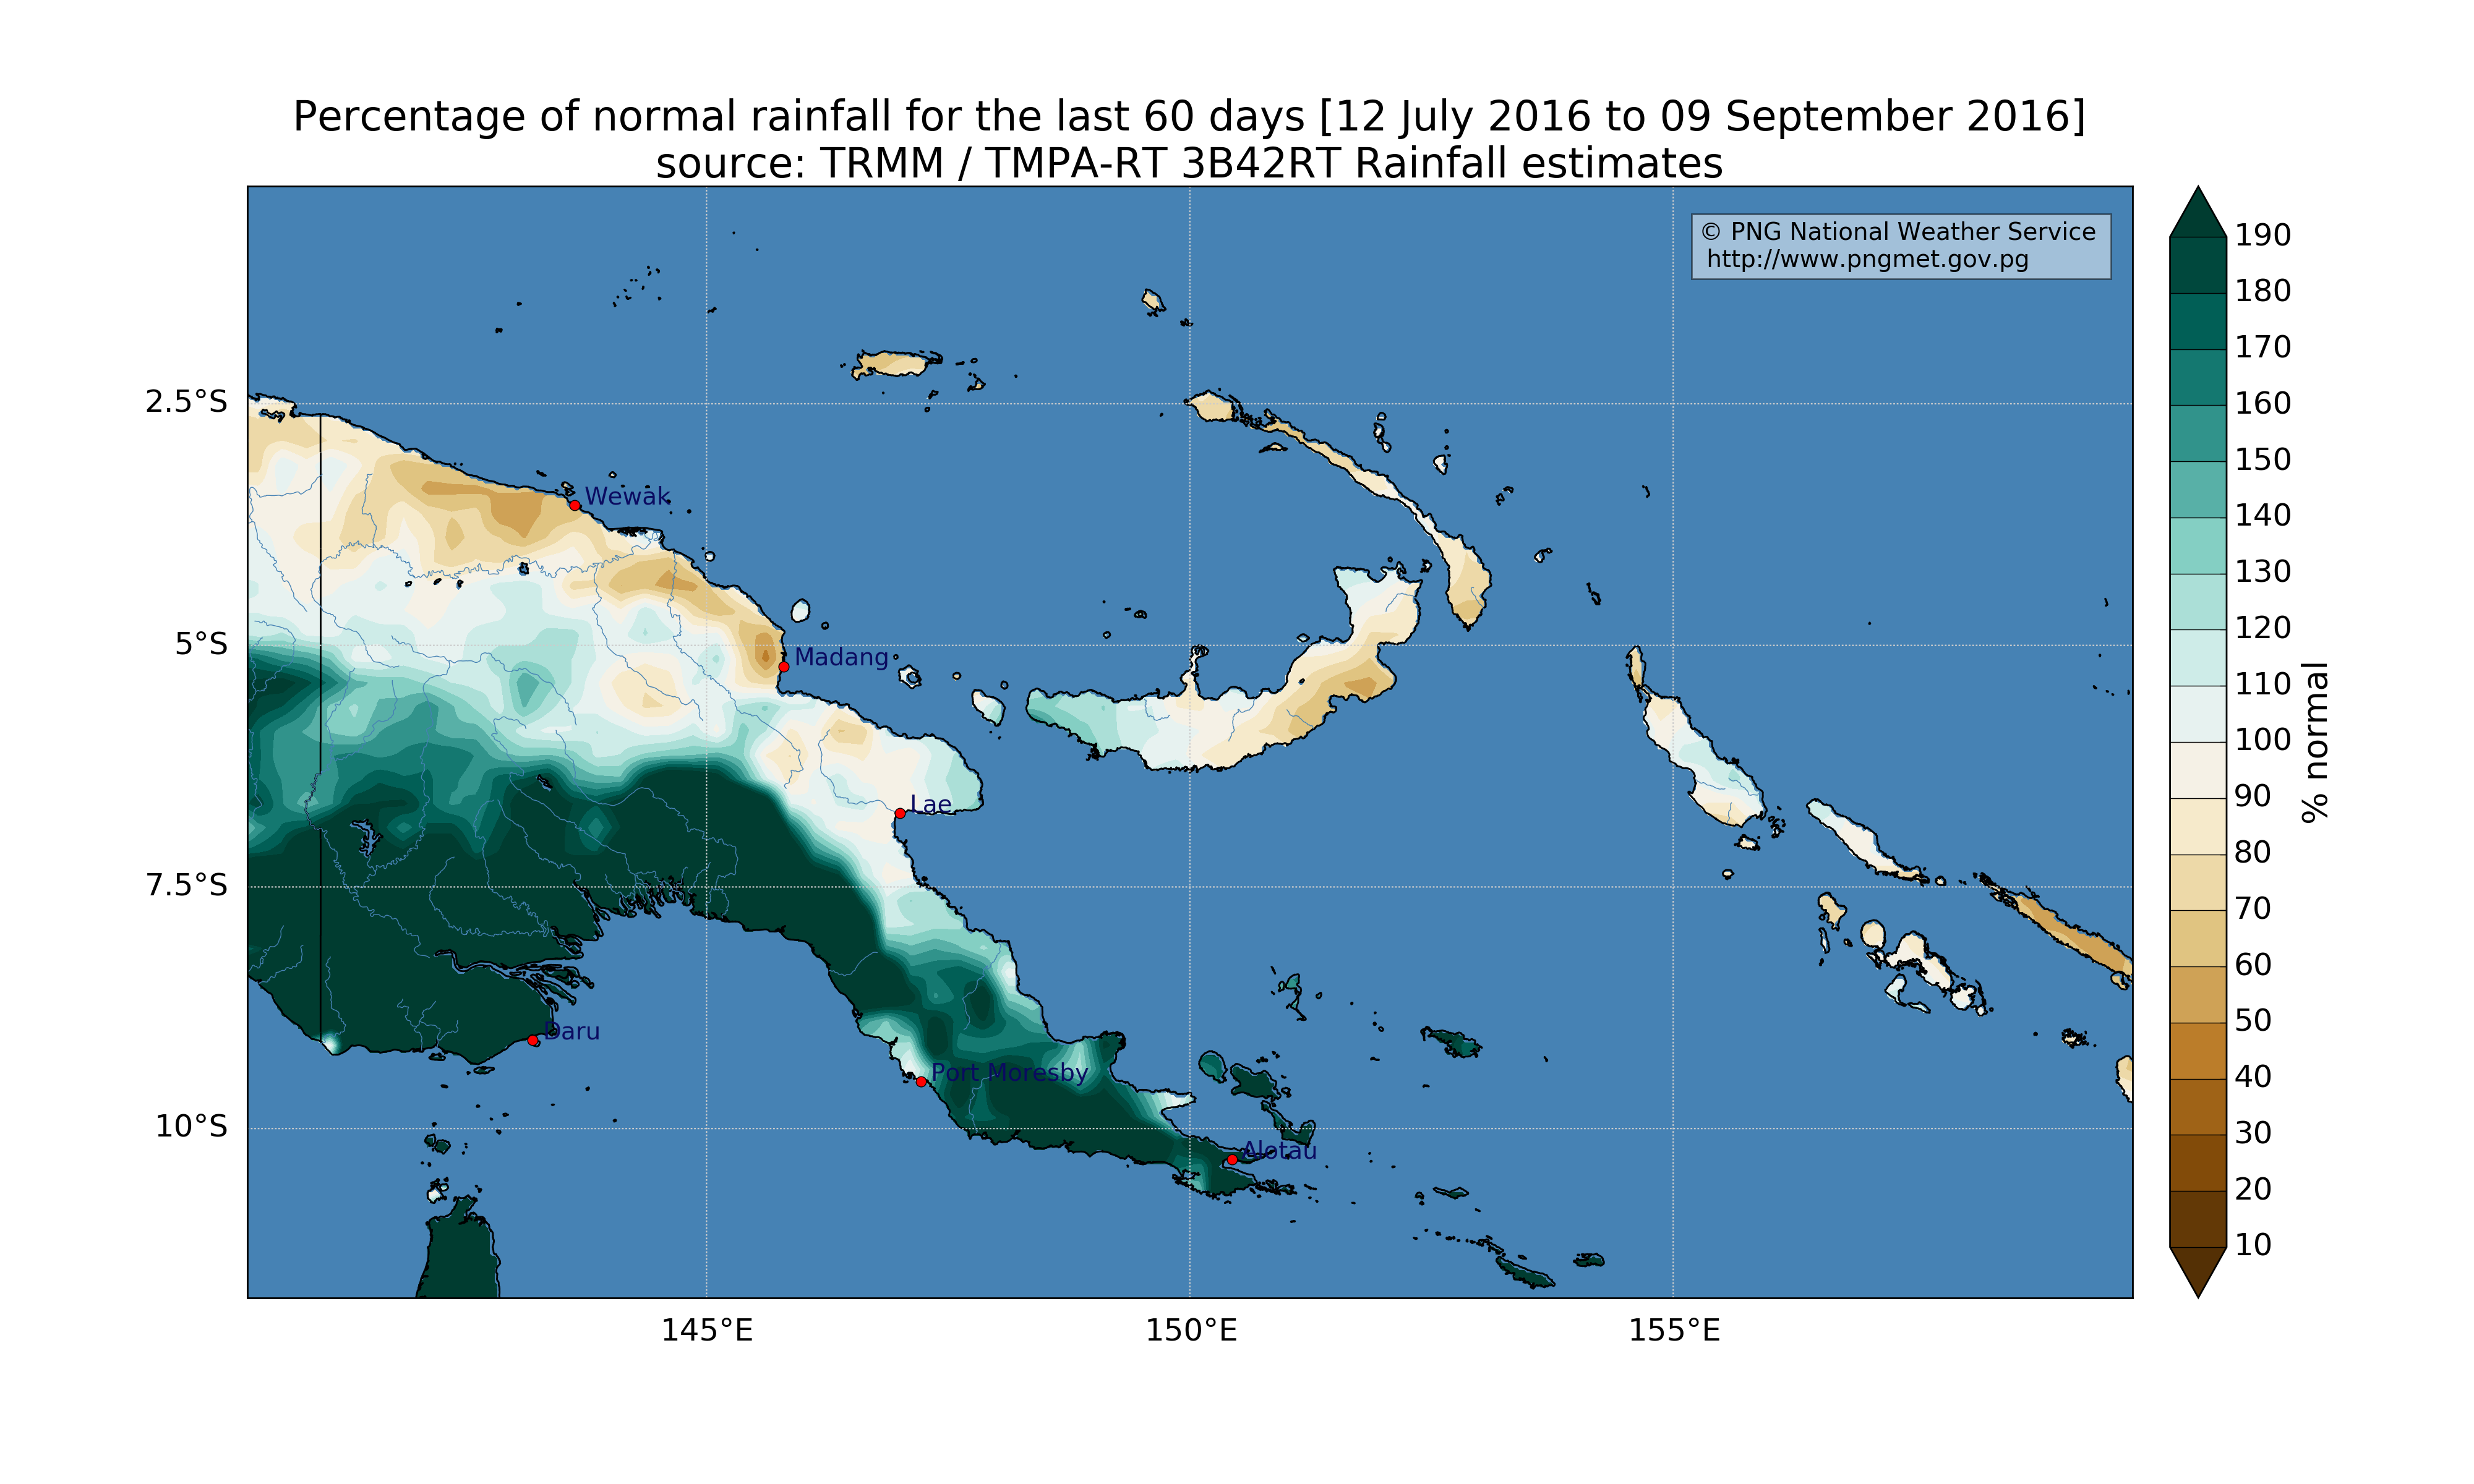 Percentage of normal rainfall for the last 60 days [12 July 2016 to 09 September 2016]
source: TRMM / TMPA-RT 3B42RT Rainfall estimates
© PNG National Weather Service
http://www.pngmet.gov.pg
2.5°S
5°S
7.5°S
10°S
Wewak
Madang
Lae
Daru
Port Moresby
Alotau
145°E
150°E
155°E
190
180
170
160
150
140
130
120
110
100
90
80
70
60
50
40
30
20
10
% normal